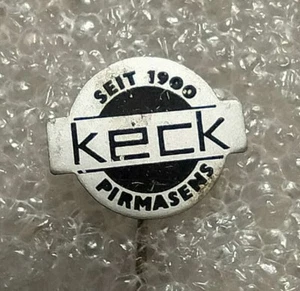 SEIT 1900
keck
PIRMASENS